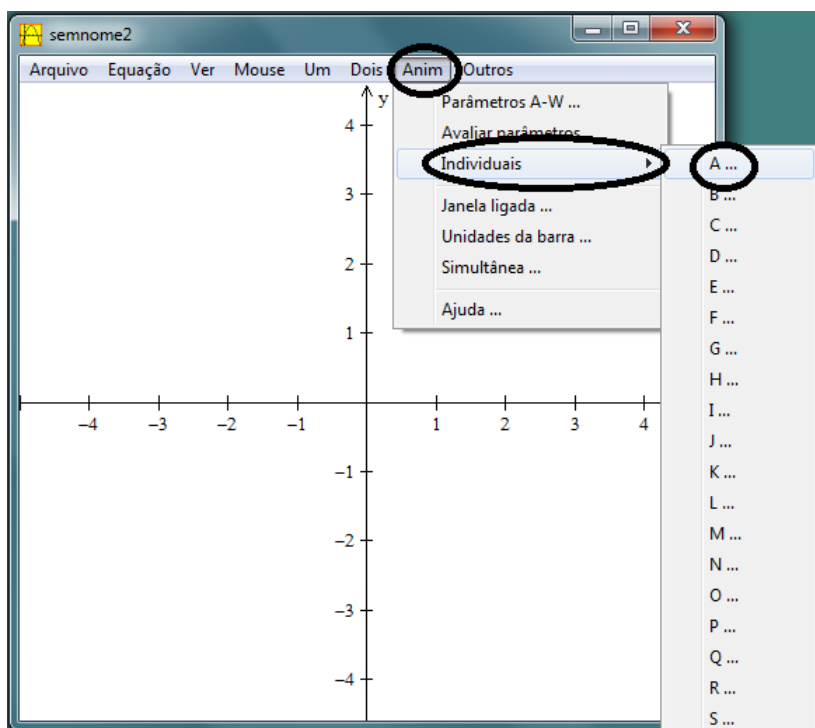 semnome2
Arquivo Equação Ver Mouse Um Dois Anim Outros
Parâmetros A-W ...
Avaliar parâmetros
Individuais
Janela ligada ...
Unidades da barra ...
Simultânea ...
Ajuda ...
A ...
B ...
C ...
D ...
E ...
F ...
G ...
H ...
I ...
J ...
K ...
L ...
M ...
N ...
O ...
P ...
Q ...
R ...
S ...
y
4
3
2
1
−4 −3 −2 −1 1 2 3 4
−1
−2
−3
−4